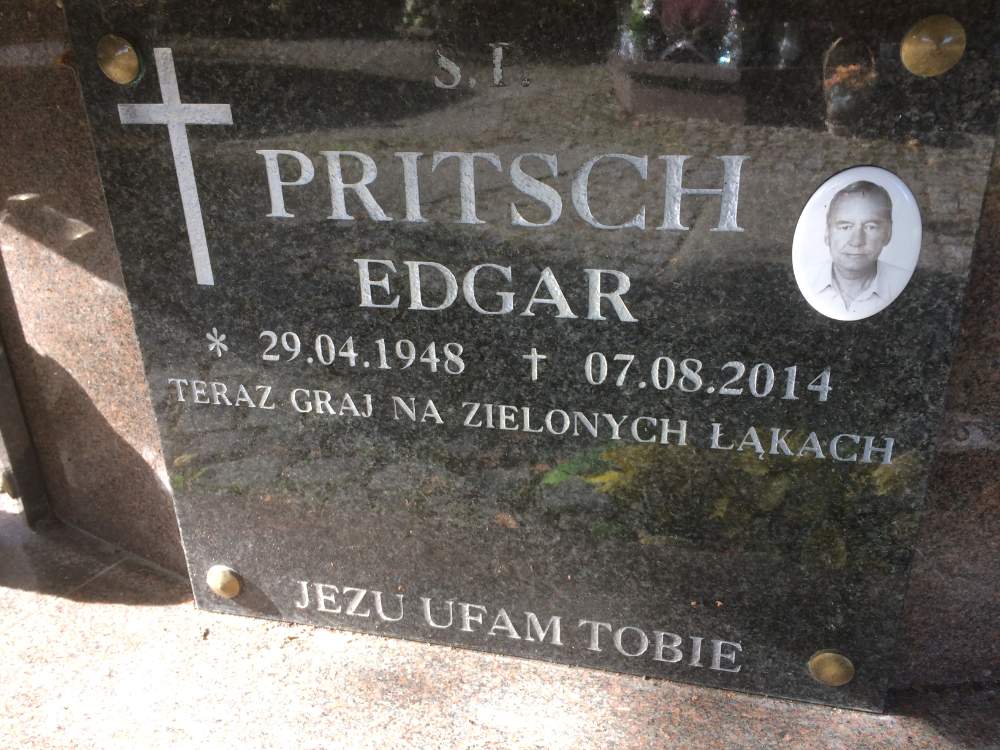 Ś.P.
PRITSCH
EDGAR
* 29.04.1948 † 07.08.2014
TERAZ GRAJ NA ZIELONYCH ŁĄKACH
JEZU UFAM TOBIE